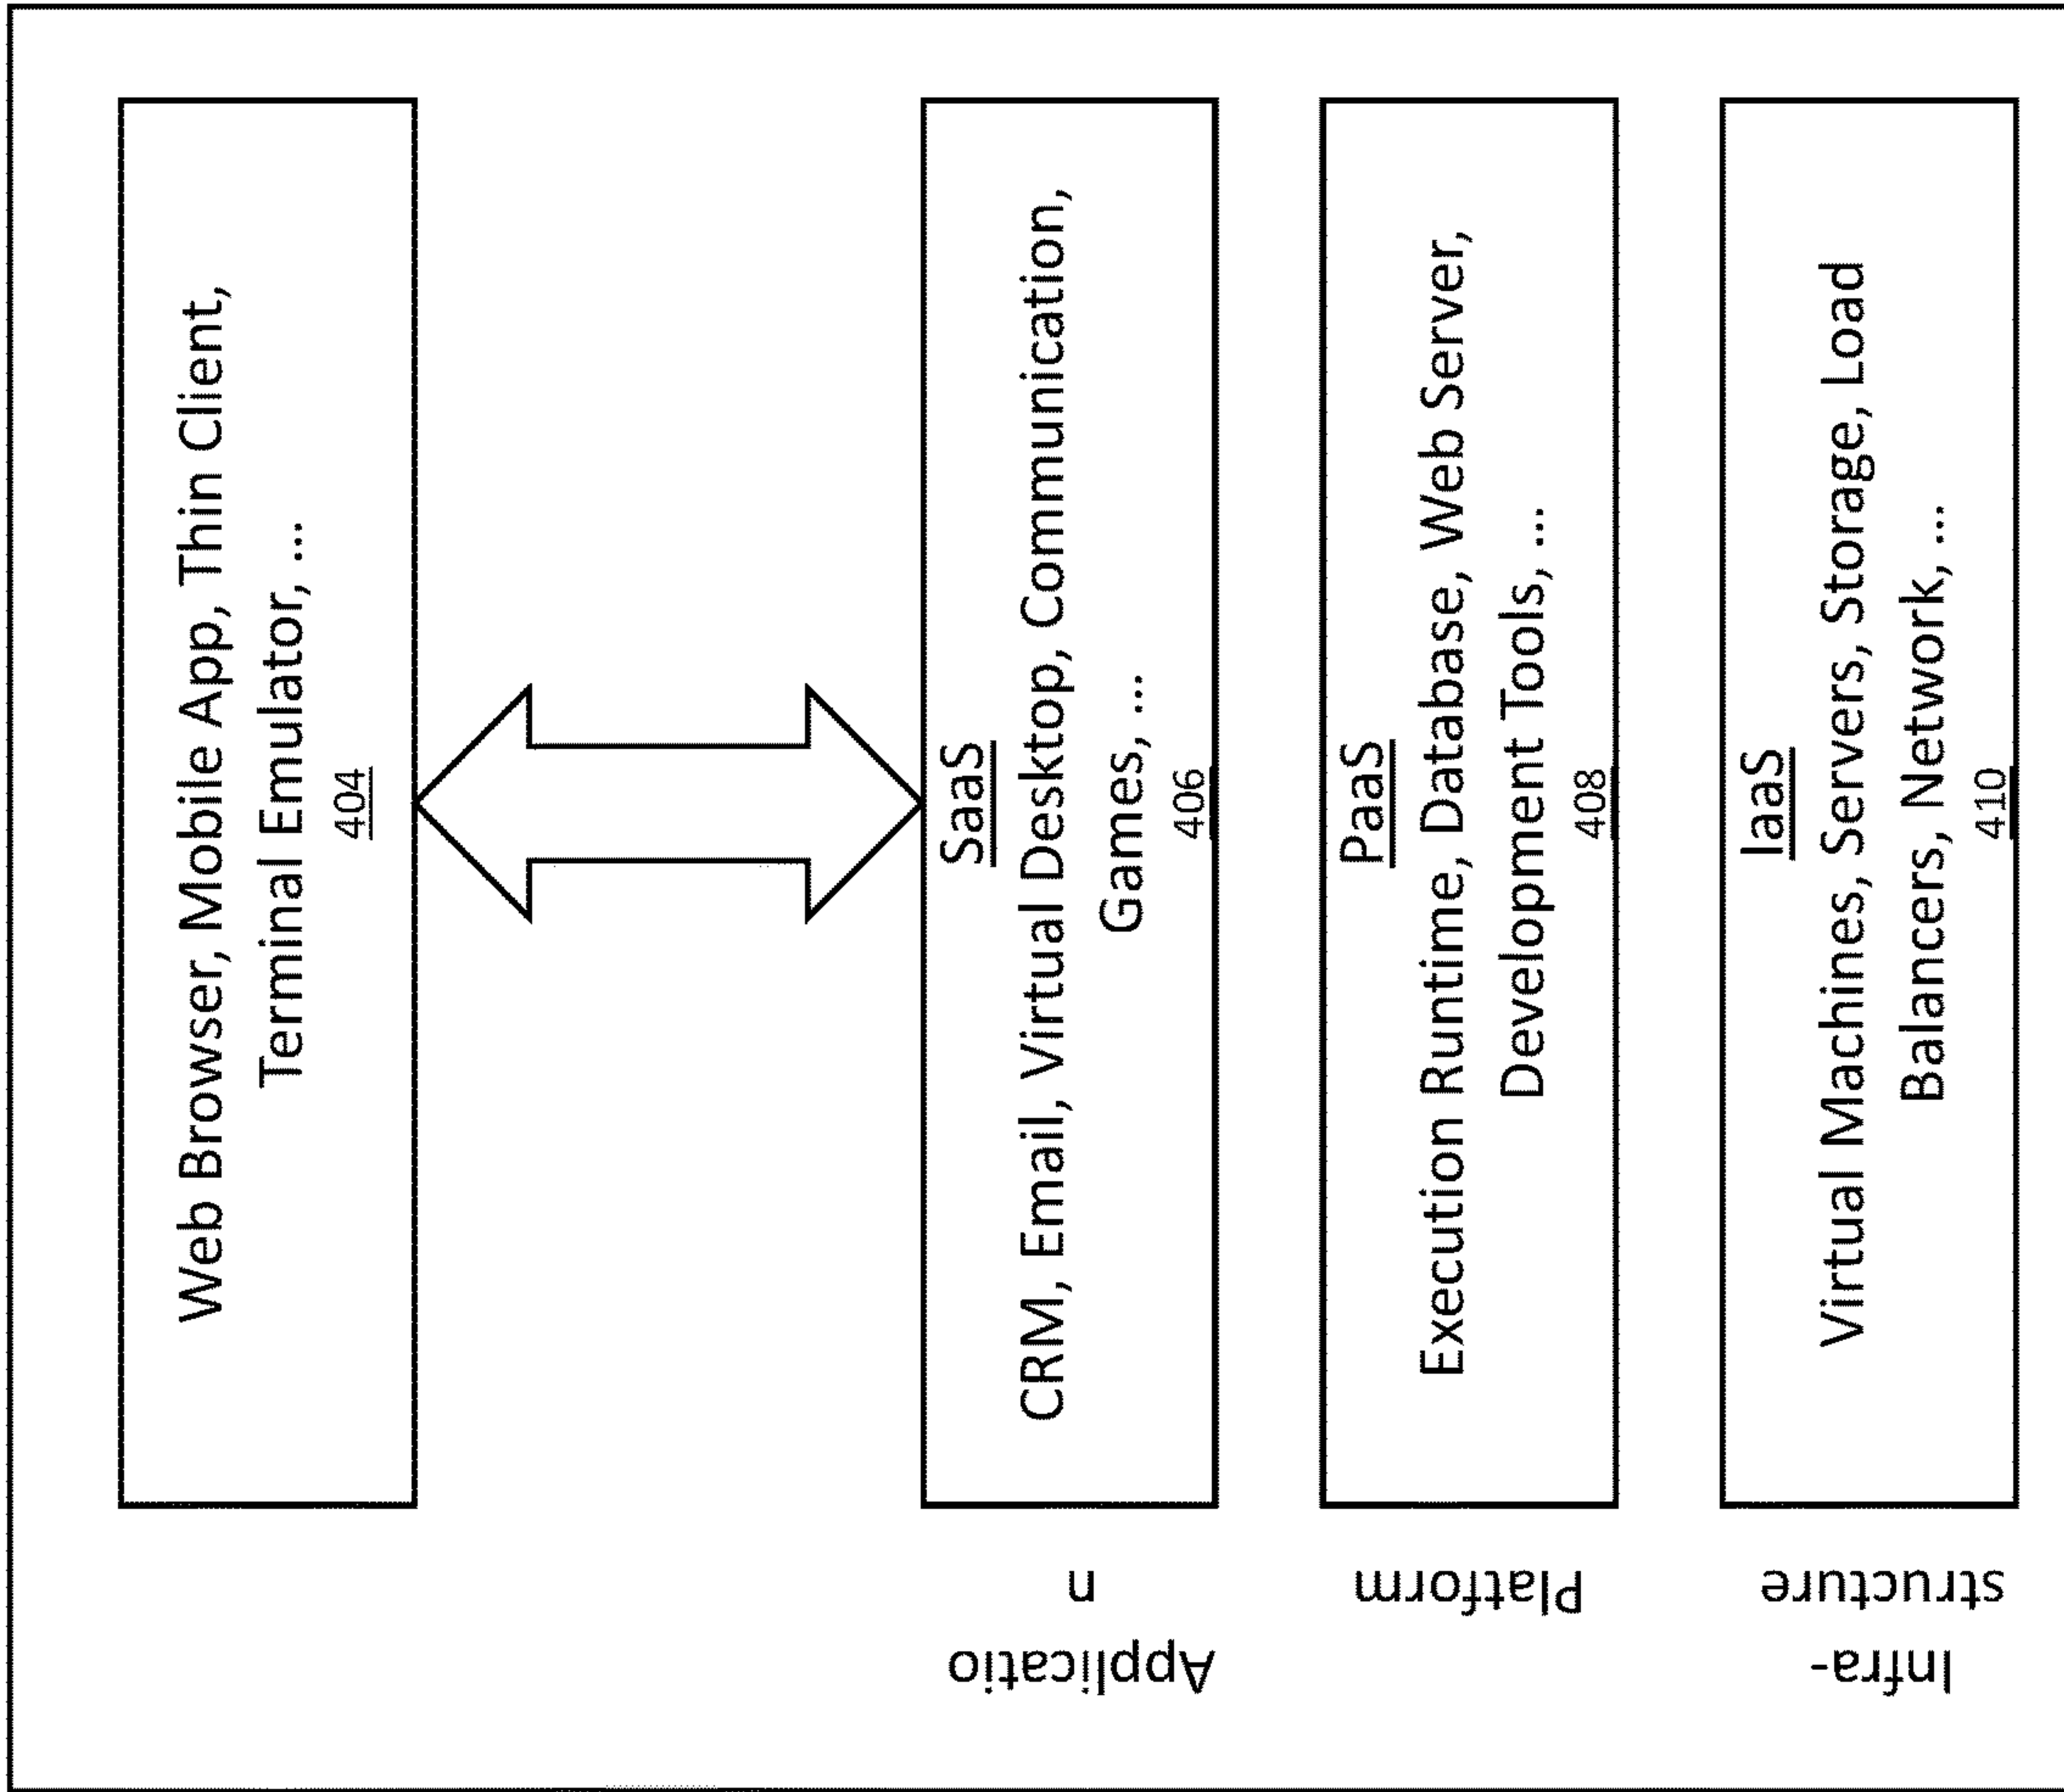 Web Browser, Mobile App, Thin Client,
Terminal Emulator, ...
404
SaaS
CRM, Email, Virtual Desktop, Communication,
Games, ...
406
Applicatio
n
PaaS
Execution Runtime, Database, Web Server,
Development Tools, ...
408
Platform
IaaS
Virtual Machines, Servers, Storage, Load
Balancers, Network, ...
410
Infra-
structure